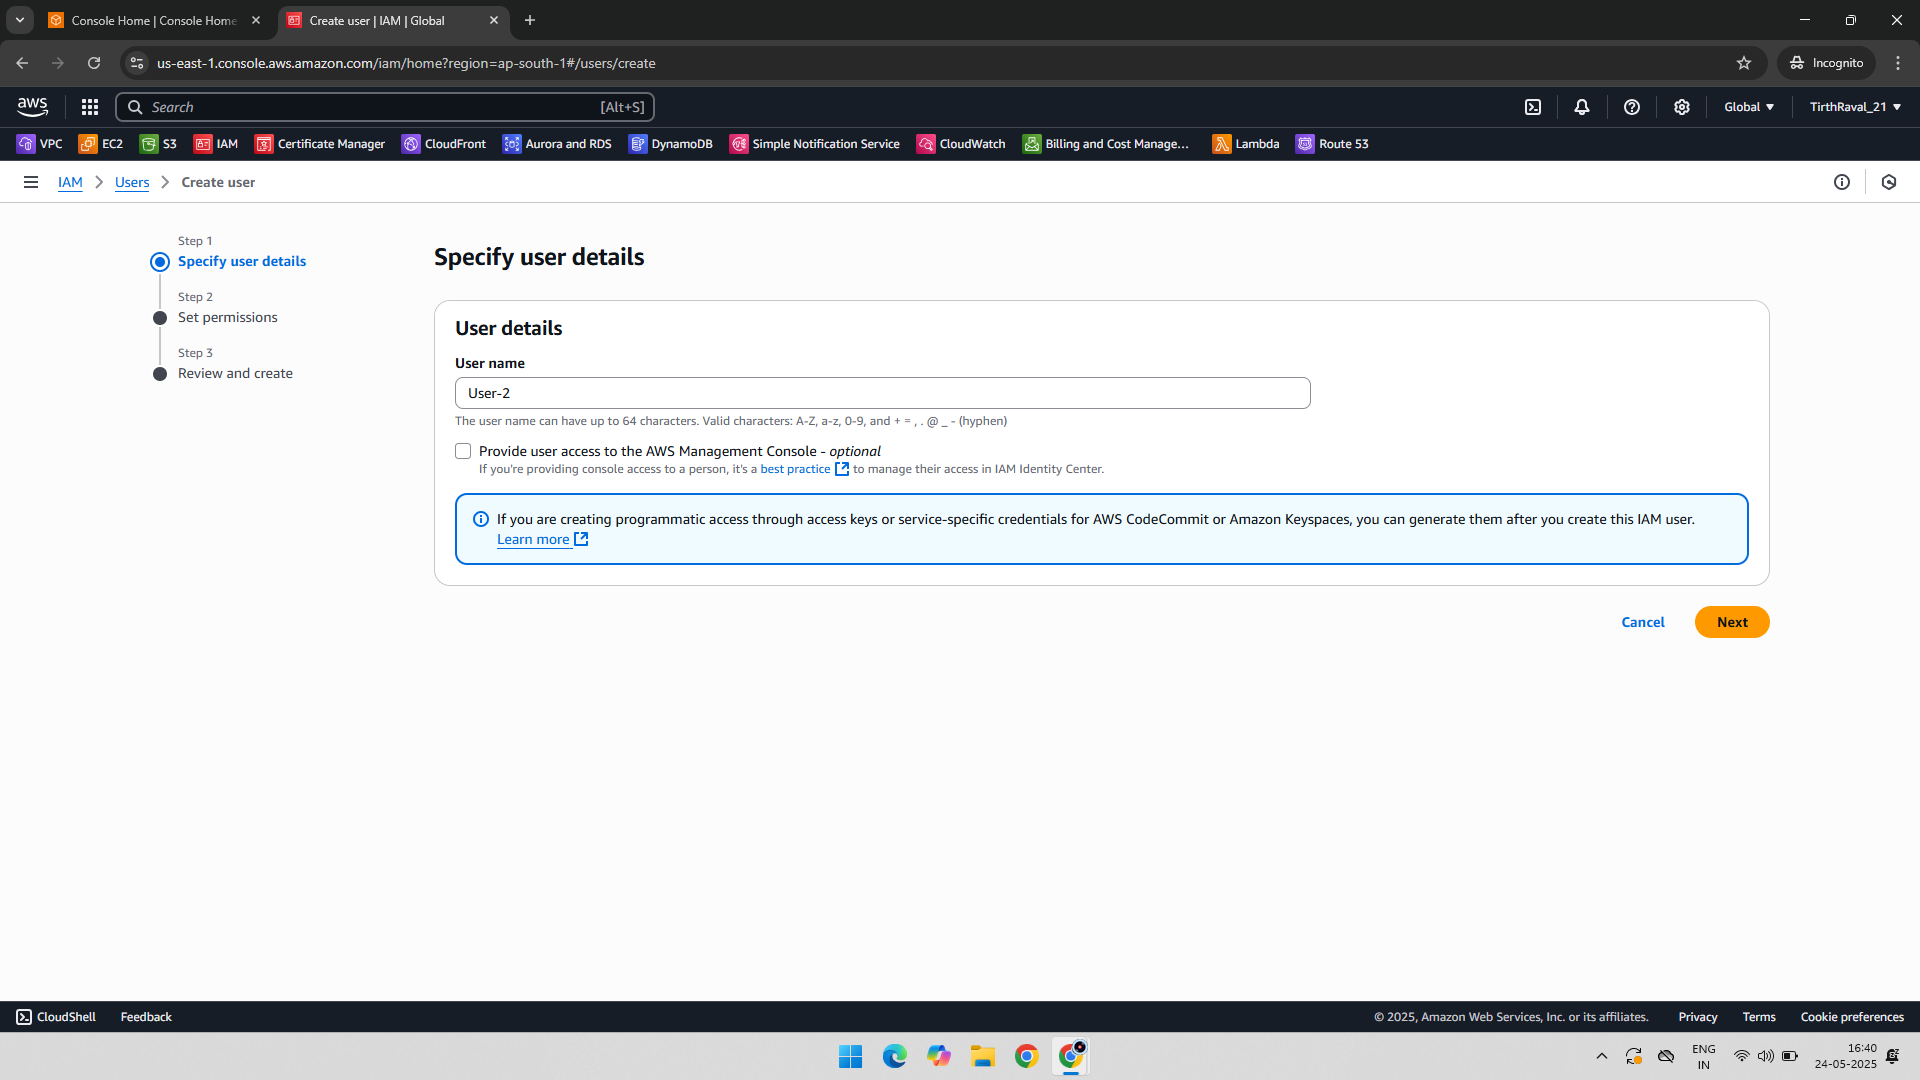 Console Home | Console Home
Create user | IAM | Global
us-east-1.console.aws.amazon.com/iam/home?region=ap-south-1#/users/create
Incognito
aws
Search
[Alt+S]
Global
TirthRaval_21
VPC
EC2
S3
IAM
Certificate Manager
CloudFront
Aurora and RDS
DynamoDB
Simple Notification Service
CloudWatch
Billing and Cost Manage...
Lambda
Route 53
IAM
Users
Create user
Step 1
Specify user details
Step 2
Set permissions
Step 3
Review and create
Specify user details
User details
User name
User-2
The user name can have up to 64 characters. Valid characters: A-Z, a-z, 0-9, and + = , . @ _ - (hyphen)
Provide user access to the AWS Management Console - optional
If you're providing console access to a person, it's a best practice to manage their access in IAM Identity Center.
If you are creating programmatic access through access keys or service-specific credentials for AWS CodeCommit or Amazon Keyspaces, you can generate them after you create this IAM user.
Learn more
Cancel
Next
CloudShell
Feedback
© 2025, Amazon Web Services, Inc. or its affiliates.
Privacy
Terms
Cookie preferences
ENG
IN
16:40
24-05-2025